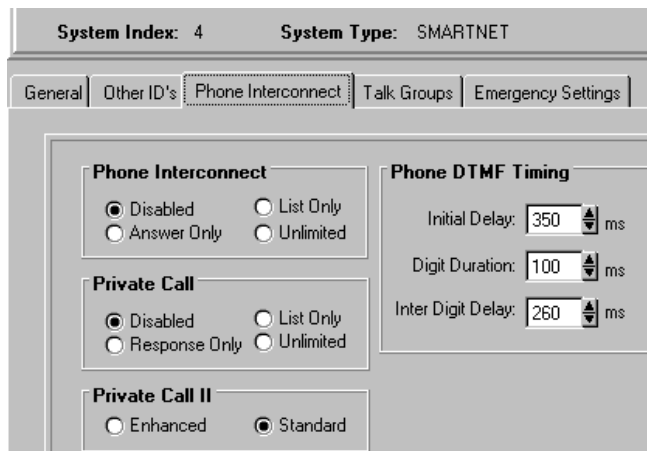 System Index: 4 System Type: SMARTNET
General Other ID's Phone Interconnect Talk Groups Emergency Settings
Phone Interconnect
Disabled List Only
Answer Only Unlimited
Private Call
Disabled List Only
Response Only Unlimited
Private Call II
Enhanced Standard
Phone DTMF Timing
Initial Delay: 350 ms
Digit Duration: 100 ms
Inter Digit Delay: 260 ms